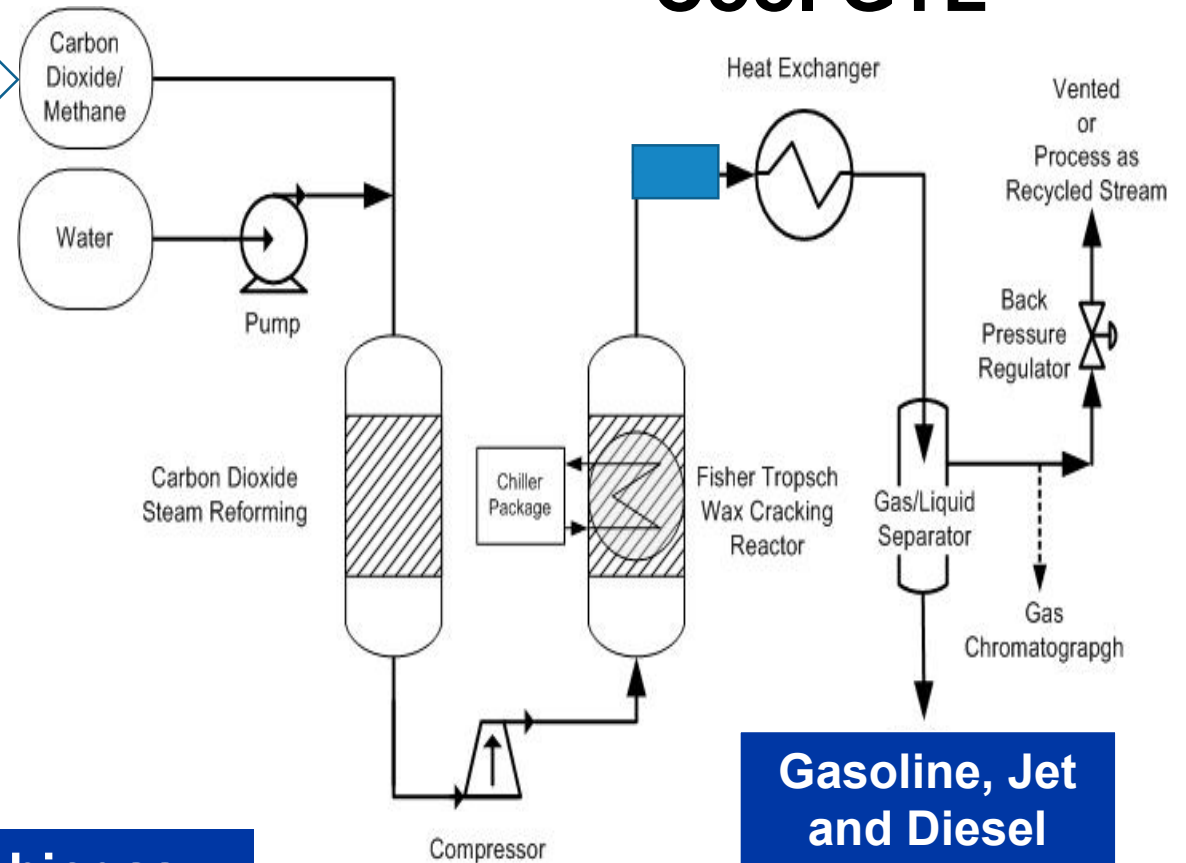 GTL
Carbon
Dioxide/
Methane
Water
Pump
Carbon Dioxide
Steam Reforming
Compressor
Chiller
Package
Fisher Tropsch
Wax Cracking
Reactor
Heat Exchanger
Gas/Liquid
Separator
Vented
or
Process as
Recycled Stream
Back
Pressure
Regulator
Gas
Chromatograpgh
Gasoline, Jet
and Diesel